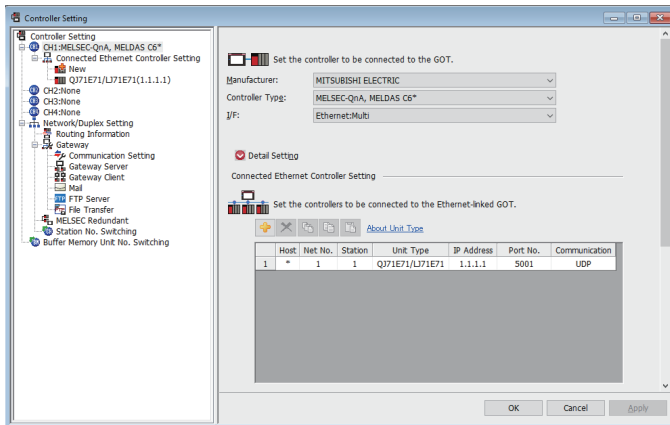 Controller Setting
Controller Setting
CH1:MELSEC-QnA, MELDAS C6*
Connected Ethernet Controller Setting
New
QJ71E71/LJ71E71(1.1.1.1)
CH2:None
CH3:None
CH4:None
Network/Duplex Setting
Routing Information
Gateway
Communication Setting
Gateway Server
Gateway Client
Mail
FTP Server
File Transfer
MELSEC Redundant
Station No. Switching
Buffer Memory Unit No. Switching
Set the controller to be connected to the GOT.
Manufacturer: MITSUBISHI ELECTRIC
Controller Type: MELSEC-QnA, MELDAS C6*
I/F: Ethernet:Multi
Detail Setting
Connected Ethernet Controller Setting
Set the controllers to be connected to the Ethernet-linked GOT.
About Unit Type
Host Net No. Station Unit Type IP Address Port No. Communication
1 * 1 1 QJ71E71/LJ71E71 1.1.1.1 5001 UDP
OK Cancel Apply